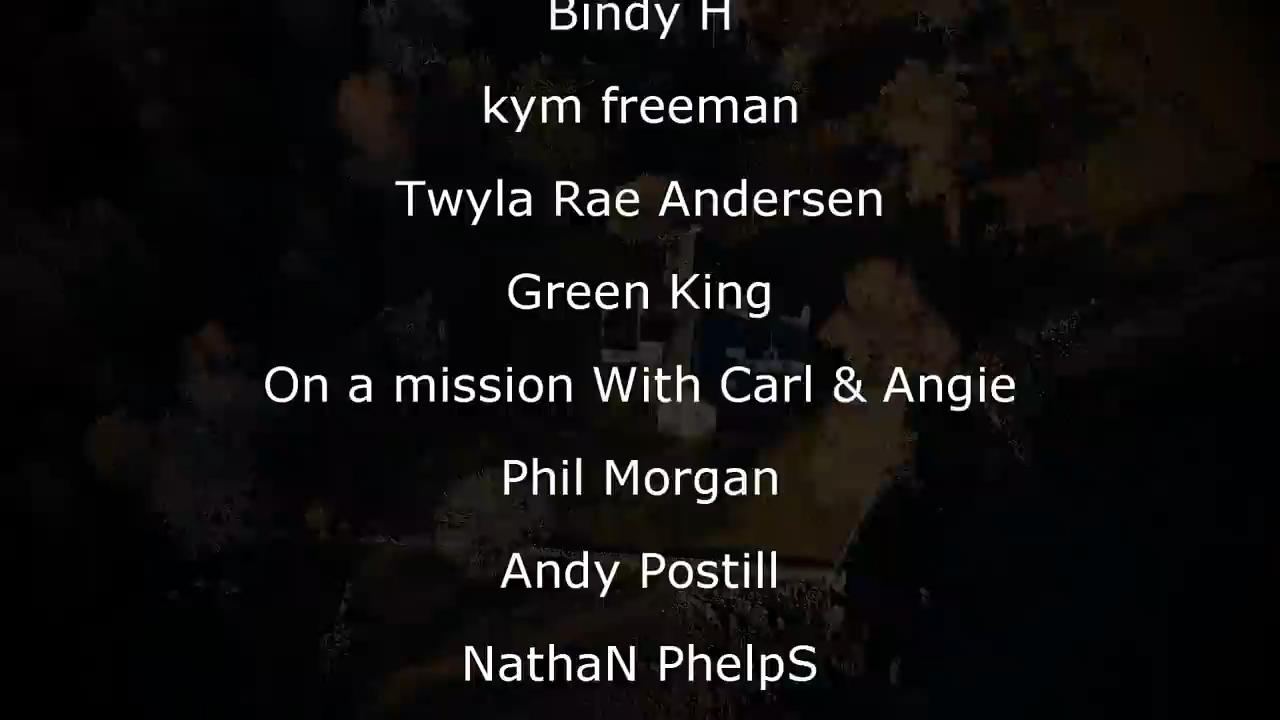 Bindy H
kym freeman
Twyla Rae Andersen
Green King
On a mission With Carl & Angie
Phil Morgan
Andy Postill
NathaN PhelpS